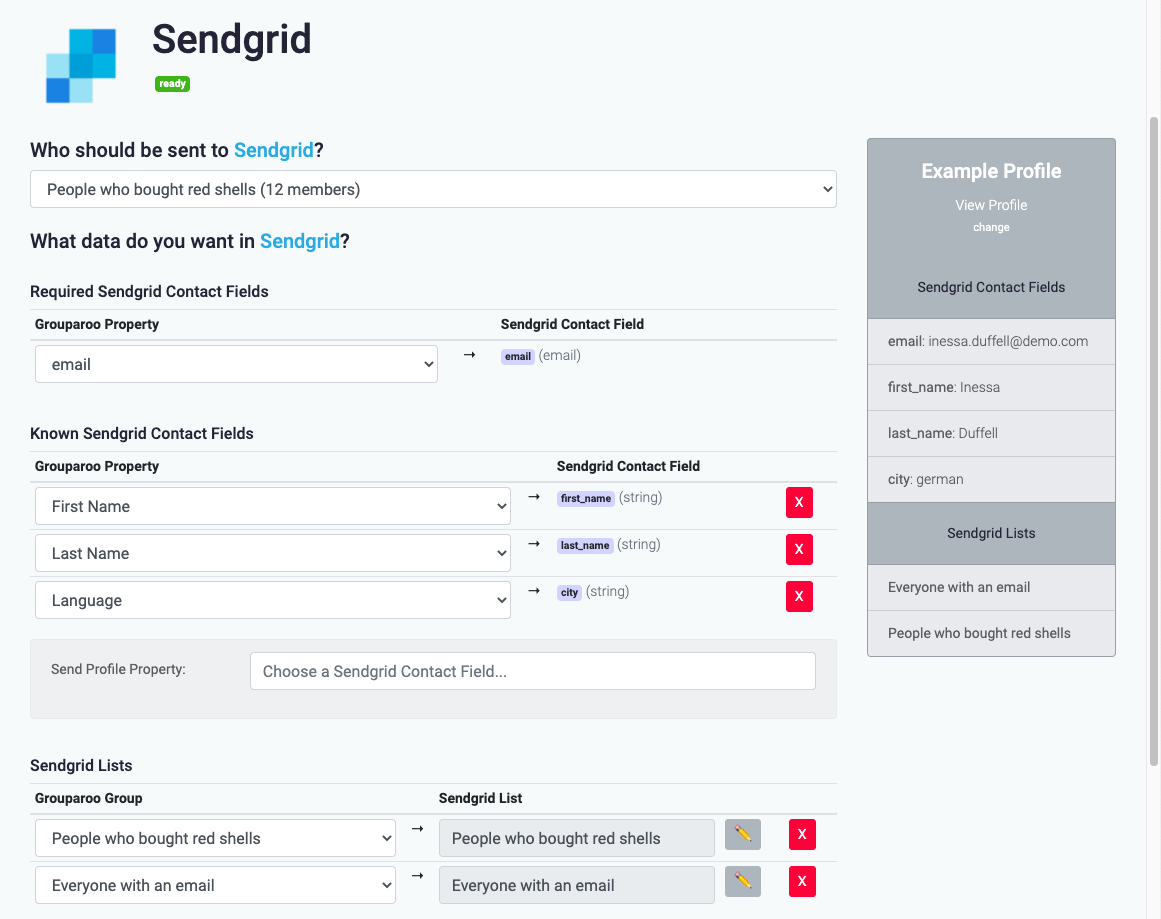 Sendgrid
ready
Who should be sent to Sendgrid?
People who bought red shells (12 members)
What data do you want in Sendgrid?
Required Sendgrid Contact Fields
Grouparoo Property Sendgrid Contact Field
email → email (email)
Known Sendgrid Contact Fields
Grouparoo Property Sendgrid Contact Field
First Name → first_name (string) X
Last Name → last_name (string) X
Language → city (string) X
Send Profile Property: Choose a Sendgrid Contact Field...
Sendgrid Lists
Grouparoo Group Sendgrid List
People who bought red shells → People who bought red shells X
Everyone with an email → Everyone with an email X
Example Profile
View Profile
change
Sendgrid Contact Fields
email: inessa.duffell@demo.com
first_name: Inessa
last_name: Duffell
city: german
Sendgrid Lists
Everyone with an email
People who bought red shells